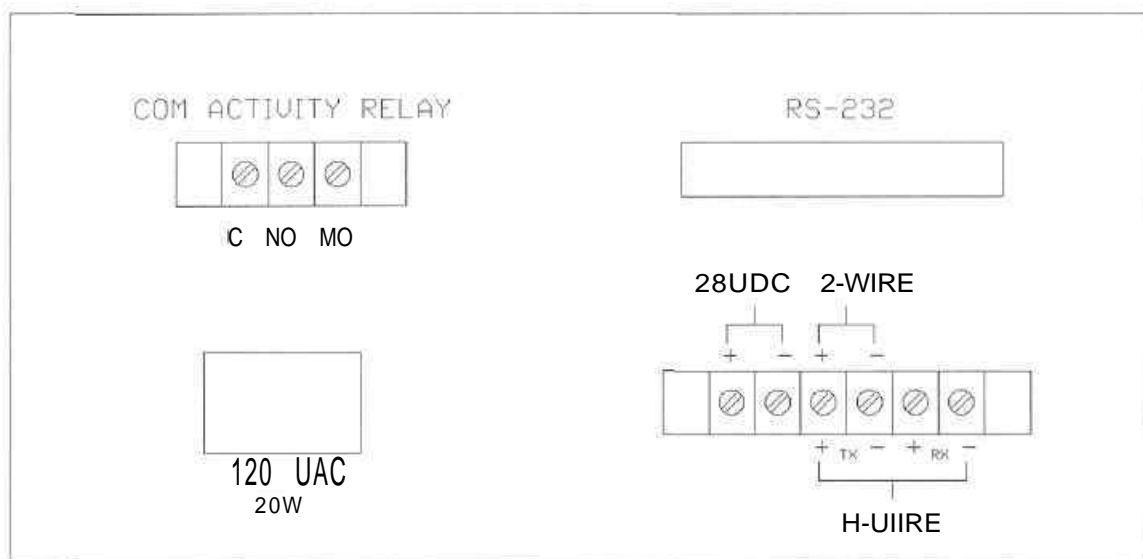 COM ACTIVITY RELAY
C NO MO
120 UAC
20W
RS-232
28UDC 2-WIRE
+ - + -
+ TX - + RX -
H-UIIRE